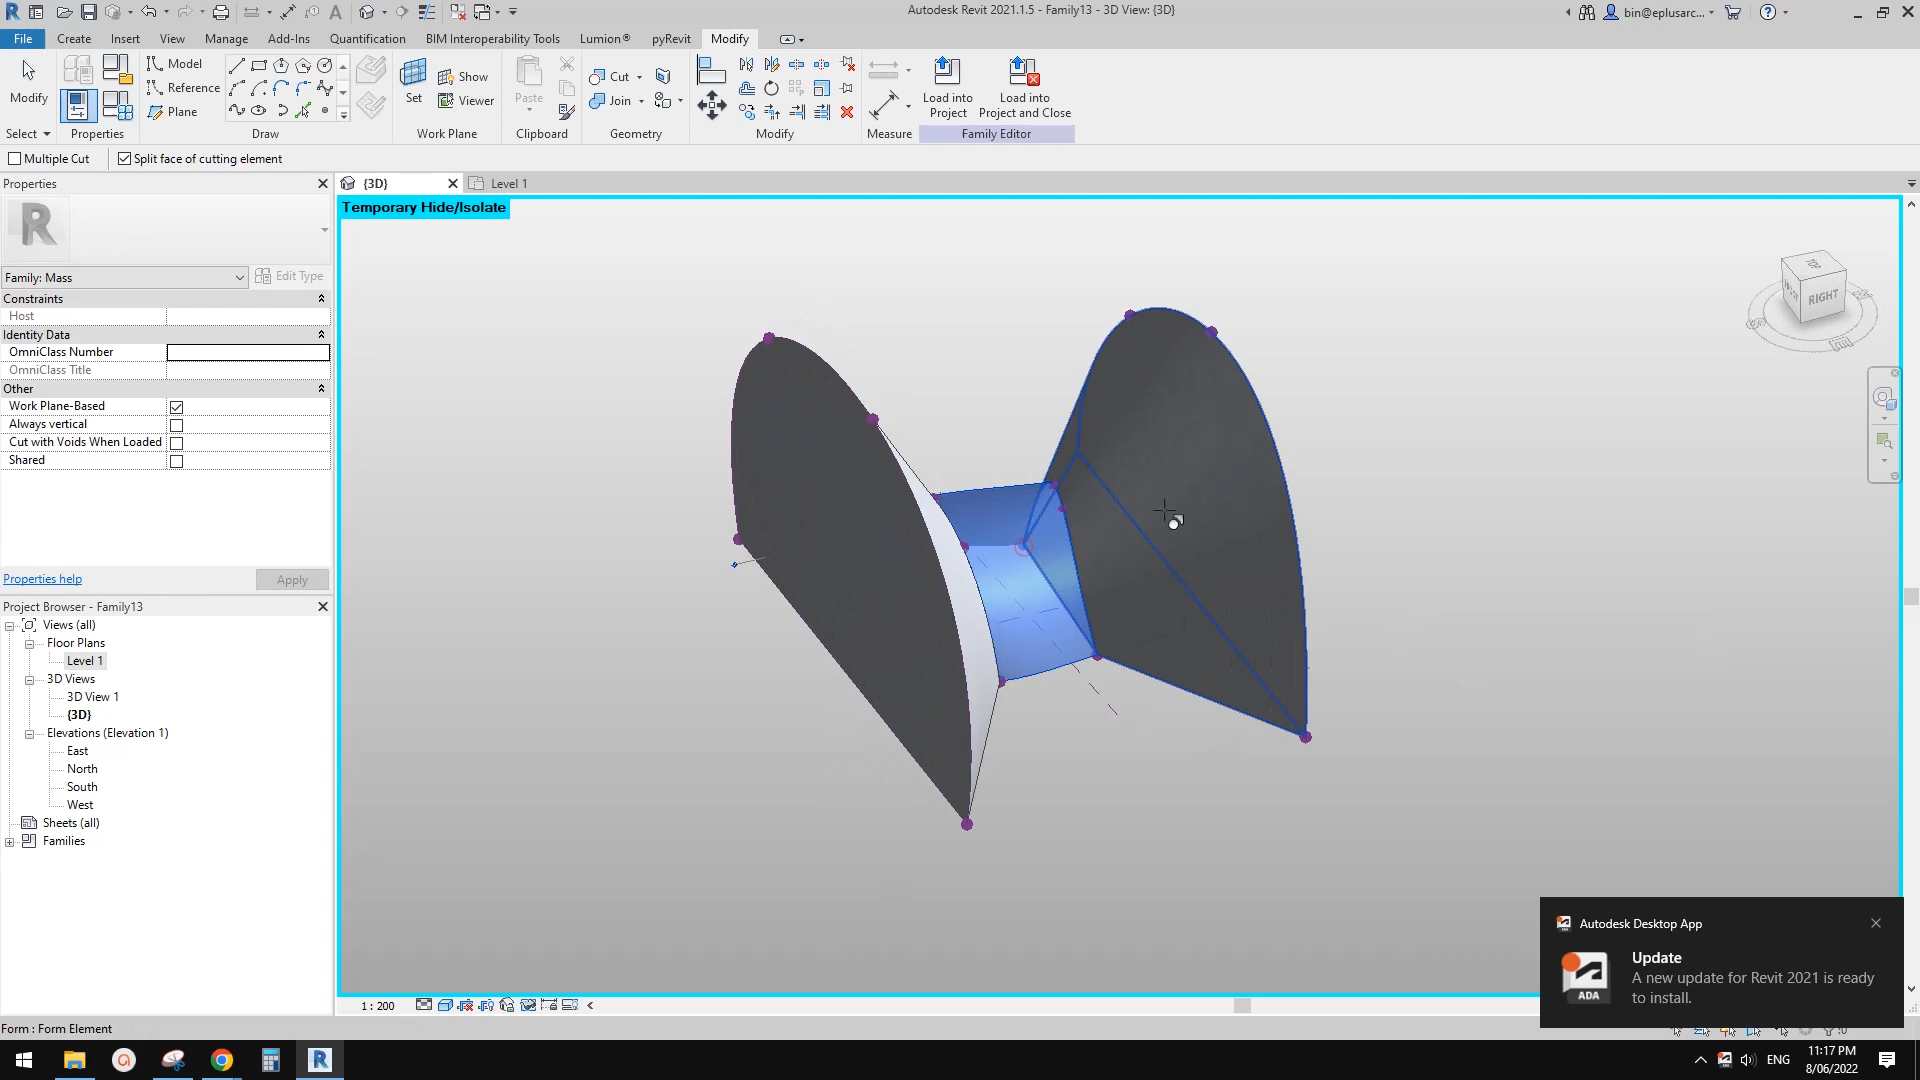 Autodesk Revit 2021.1.5 - Family13 - 3D View: {3D}
bin@eplusarc...
File Create Insert View Manage Add-Ins Quantification BIM Interoperability Tools Lumion® pyRevit Modify
Modify
Model
Reference
Plane
Set
Show
Viewer
Paste
Cut
Join
Load into
Project
Load into
Project and Close
Select Properties Draw Work Plane Clipboard Geometry Modify Measure Family Editor
Multiple Cut Split face of cutting element
Properties
{3D} Level 1
Temporary Hide/Isolate
TOP
RIGHT
Family: Mass
Edit Type
Constraints
Host
Identity Data
OmniClass Number
OmniClass Title
Other
Work Plane-Based
Always vertical
Cut with Voids When Loaded
Shared
Properties help
Apply
Project Browser - Family13
Views (all)
Floor Plans
Level 1
3D Views
3D View 1
{3D}
Elevations (Elevation 1)
East
North
South
West
Sheets (all)
Families
1 : 200
Autodesk Desktop App
ADA
Update
A new update for Revit 2021 is ready
to install.
Form : Form Element
:0
ENG
11:17 PM
8/06/2022